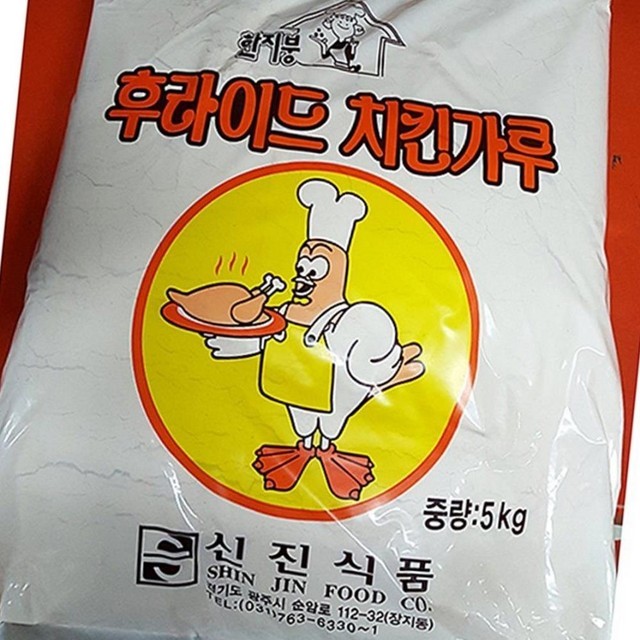 한지붕
후라이드 치킨가루
중량:5kg
신진식품
SHIN JIN FOOD CO.
경기도 광주시 순암로 112-32(장지동)
TEL:(031)763-6330~1